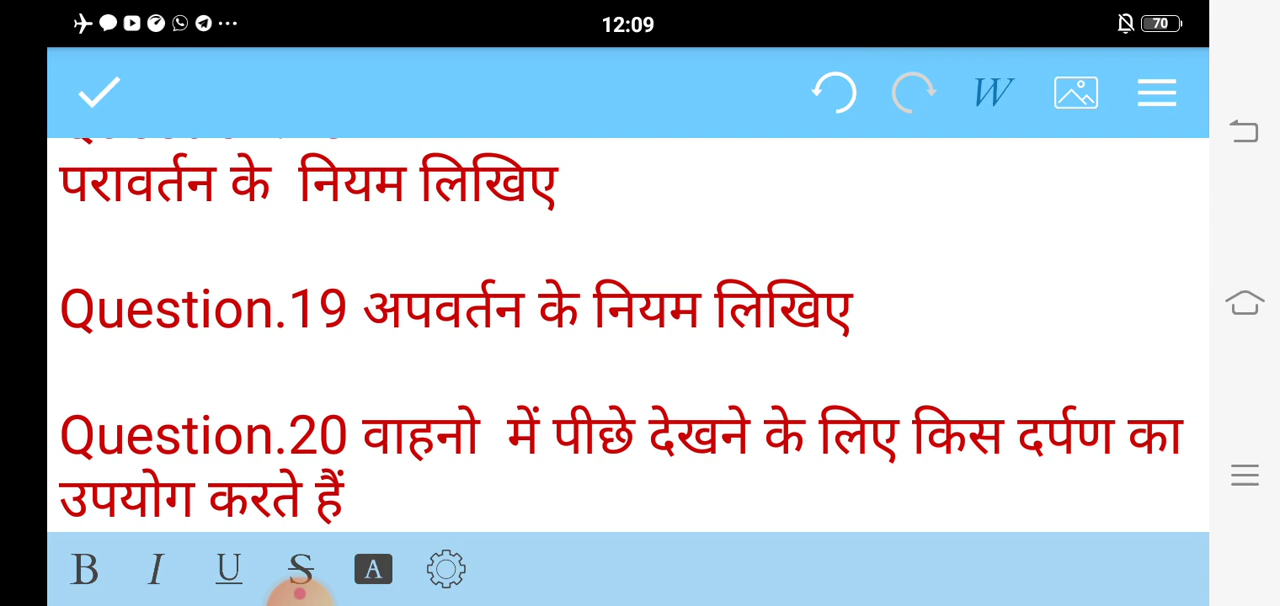 12:09
70
W
परावर्तन के नियम लिखिए
Question.19 अपवर्तन के नियम लिखिए
Question.20 वाहनो में पीछे देखने के लिए किस दर्पण का
उपयोग करते हैं
B I U S A